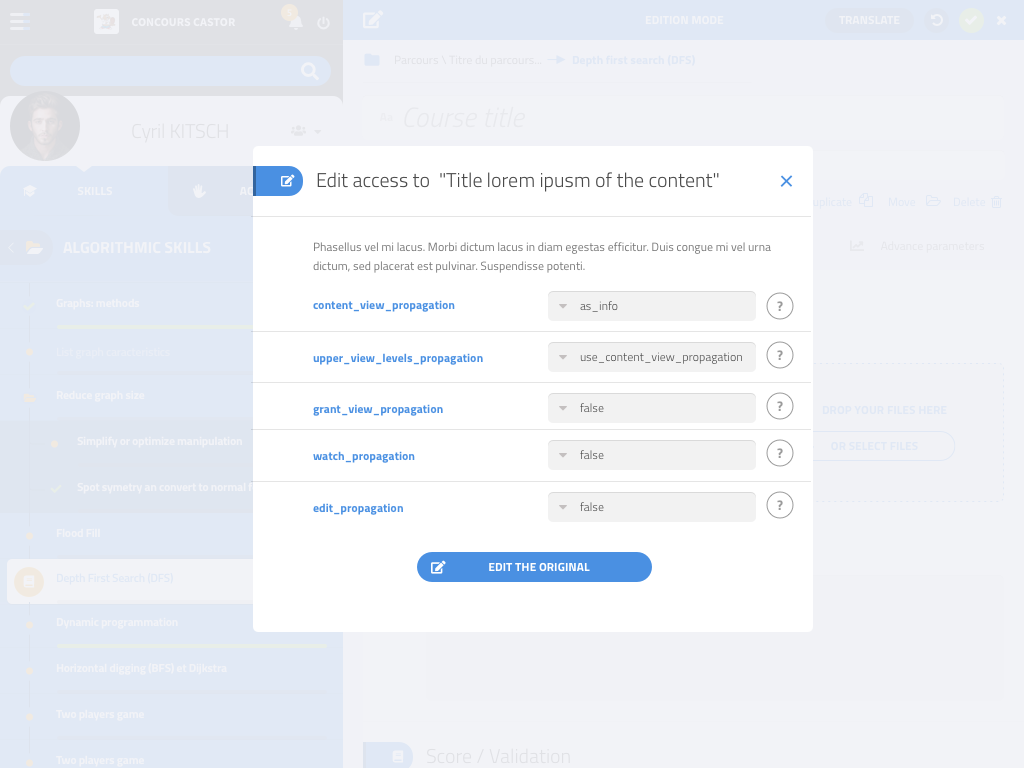 CONCOURS CASTOR
EDITION MODE
TRANSLATE
Parcours \ Titre du parcours... Depth first search (DFS)
Course title
Cyril KITSCH
SKILLS
Move
Delete
ALGORITHMIC SKILLS
Advance parameters
Edit access to "Title lorem ipusm of the content"
Phasellus vel mi lacus. Morbi dictum lacus in diam egestas efficitur. Duis congue mi vel urna
dictum, sed placerat est pulvinar. Suspendisse potenti.
content_view_propagation
as_info
?
upper_view_levels_propagation
use_content_view_propagation
?
grant_view_propagation
false
?
watch_propagation
false
?
edit_propagation
false
?
EDIT THE ORIGINAL
Graphs: methods
Reduce graph size
Simplify or optimize manipulation
Spot symetry an convert to normal f
Flood Fill
Depth First Search (DFS)
Dynamic programmation
Horizontal digging (BFS) et Dijkstra
Two players game
Two players game
DROP YOUR FILES HERE
OR SELECT FILES
Score / Validation